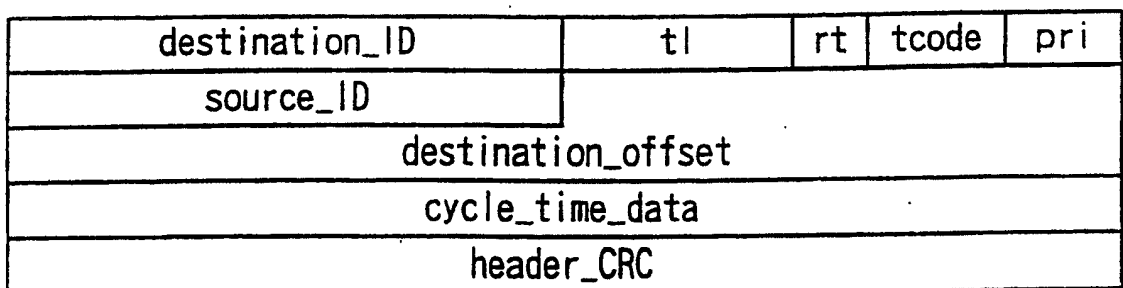 destination_ID tl rt tcode pri
source_ID
destination_offset
cycle_time_data
header_CRC